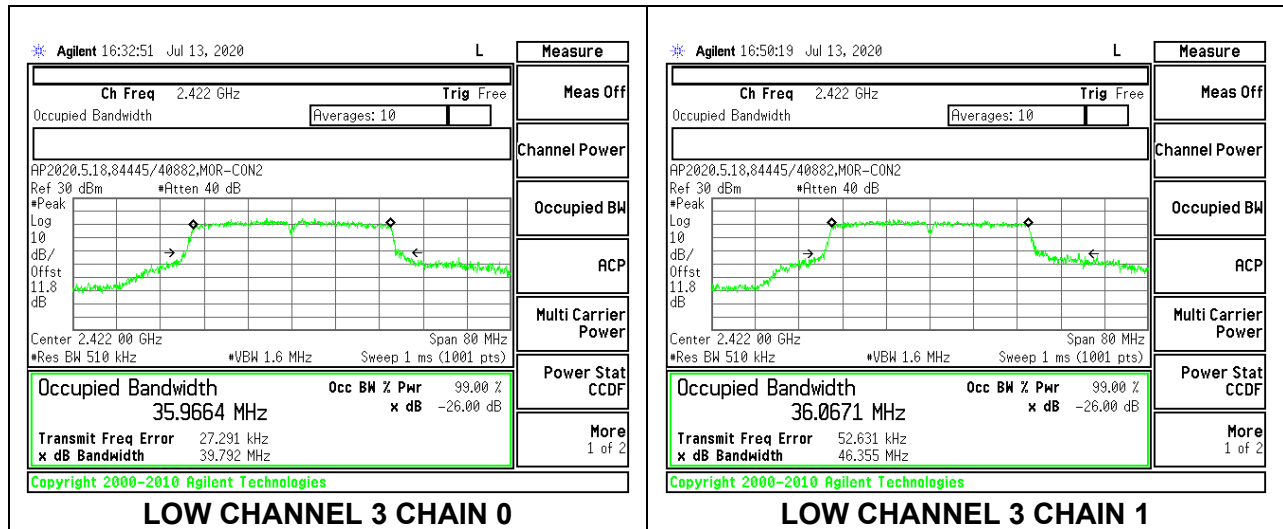 Agilent 16:32:51 Jul 13, 2020 L
Measure
Ch Freq 2.422 GHz Trig Free
Occupied Bandwidth Averages: 10
AP2020.5.18,84445/40882,MOR-CON2
Ref 30 dBm #Atten 40 dB
#Peak
Log
10
dB/
Offst
11.8
dB
Center 2.422 00 GHz Span 80 MHz
#Res BW 510 kHz #VBW 1.6 MHz Sweep 1 ms (1001 pts)
Occupied Bandwidth Occ BW % Pwr 99.00 %
35.9664 MHz x dB -26.00 dB
Transmit Freq Error 27.291 kHz
x dB Bandwidth 39.792 MHz
Copyright 2000-2010 Agilent Technologies
Meas Off
Channel Power
Occupied BW
ACP
Multi Carrier
Power
Power Stat
CCDF
More
1 of 2
LOW CHANNEL 3 CHAIN 0
Agilent 16:50:19 Jul 13, 2020 L
Measure
Ch Freq 2.422 GHz Trig Free
Occupied Bandwidth Averages: 10
AP2020.5.18,84445/40882,MOR-CON2
Ref 30 dBm #Atten 40 dB
#Peak
Log
10
dB/
Offst
11.8
dB
Center 2.422 00 GHz Span 80 MHz
#Res BW 510 kHz #VBW 1.6 MHz Sweep 1 ms (1001 pts)
Occupied Bandwidth Occ BW % Pwr 99.00 %
36.0671 MHz x dB -26.00 dB
Transmit Freq Error 52.631 kHz
x dB Bandwidth 46.355 MHz
Copyright 2000-2010 Agilent Technologies
Meas Off
Channel Power
Occupied BW
ACP
Multi Carrier
Power
Power Stat
CCDF
More
1 of 2
LOW CHANNEL 3 CHAIN 1